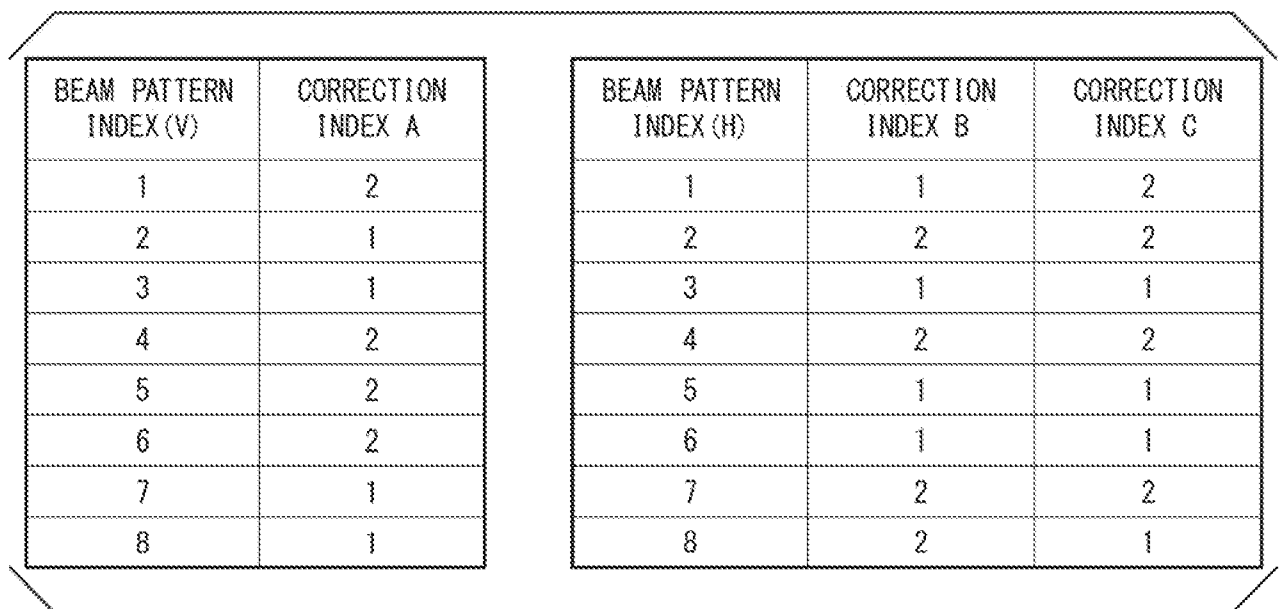 BEAM PATTERN INDEX(V) CORRECTION INDEX A
1 2
2 1
3 1
4 2
5 2
6 2
7 1
8 1
BEAM PATTERN INDEX(H) CORRECTION INDEX B CORRECTION INDEX C
1 1 2
2 2 2
3 1 1
4 2 2
5 1 1
6 1 1
7 2 2
8 2 1